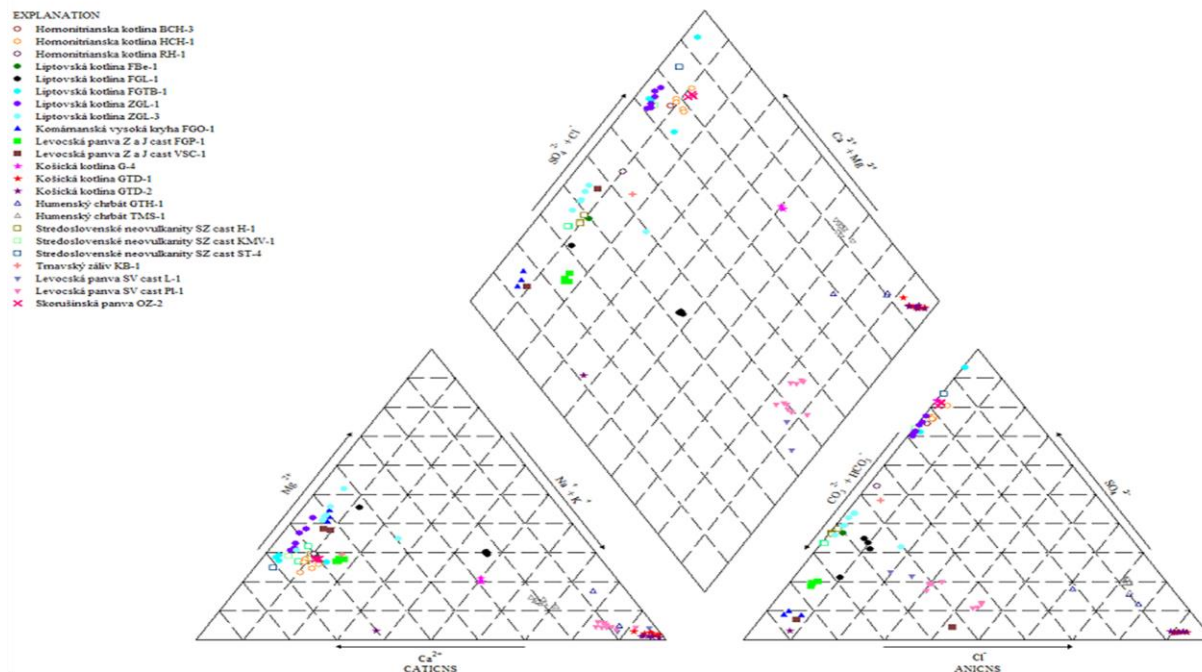 EXPLANATION
Hornonitrianska kotlina BCH-3
Hornonitrianska kotlina HCH-1
Hornonitrianska kotlina RH-1
Liptovská kotlina FBe-1
Liptovská kotlina FGL-1
Liptovská kotlina FGTB-1
Liptovská kotlina ZGL-1
Liptovská kotlina ZGL-3
Komárnanská vysoká kryha FGO-1
Levocská panva Z a J cast FGP-1
Levocská panva Z a J cast VSC-1
Košická kotlina G-4
Košická kotlina GTD-1
Košická kotlina GTD-2
Humenský chrbát GTH-1
Humenský chrbát TMS-1
Stredoslovenské neovulkanity SZ cast H-1
Stredoslovenské neovulkanity SZ cast KMV-1
Stredoslovenské neovulkanity SZ cast ST-4
Trnavský záliv KB-1
Levocská panva SV cast L-1
Levocská panva SV cast Pl-1
Skorušinská panva OZ-2
SO₄²⁻ + Cl⁻
Ca²⁺ + Mg²⁺
Mg²⁺
Na⁺ + K⁺
CO₃²⁻ + HCO₃⁻
SO₄²⁻
Ca²⁺
CATIONS
Cl⁻
ANIONS